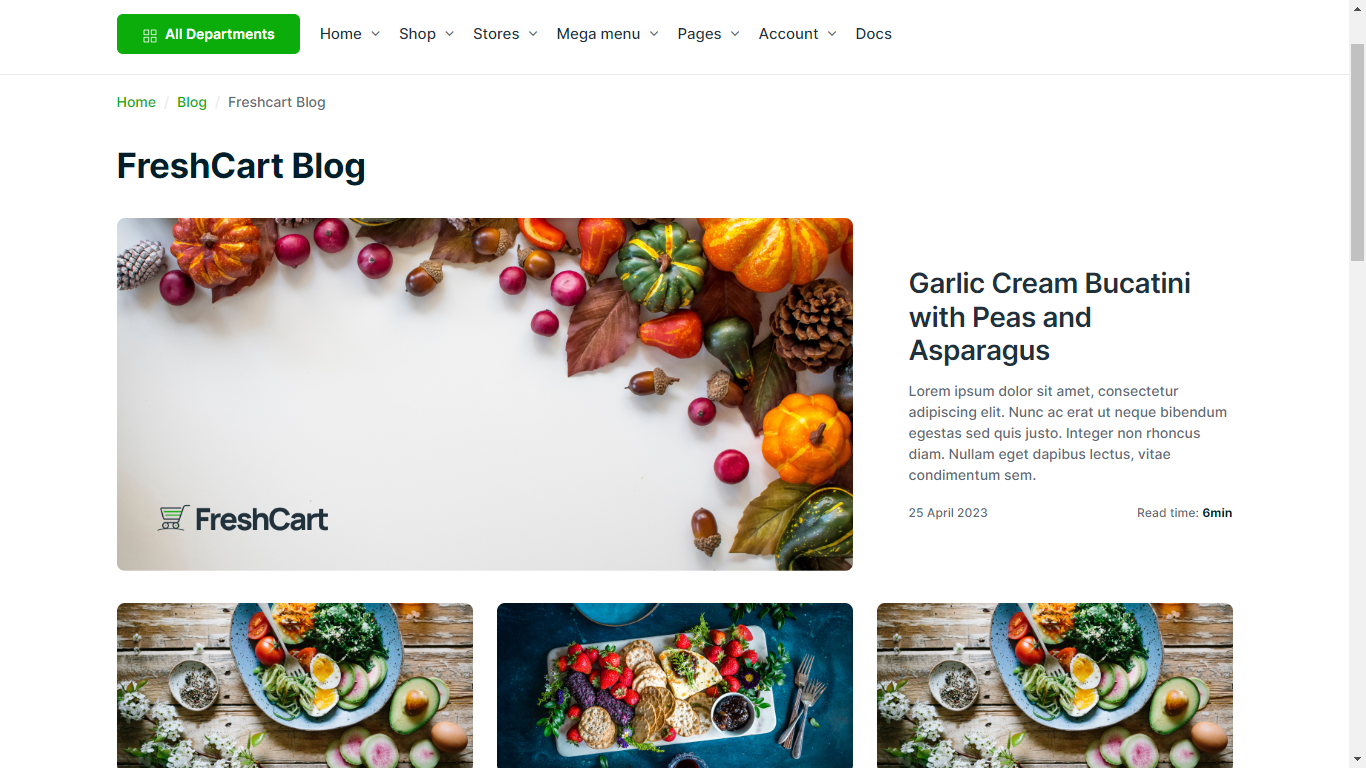 All Departments Home Shop Stores Mega menu Pages Account Docs
Home / Blog / Freshcart Blog
FreshCart Blog
Garlic Cream Bucatini
with Peas and
Asparagus
Lorem ipsum dolor sit amet, consectetur
adipiscing elit. Nunc ac erat ut neque bibendum
egestas sed quis justo. Integer non rhoncus
diam. Nullam eget dapibus lectus, vitae
condimentum sem.
25 April 2023 Read time: 6min
FreshCart